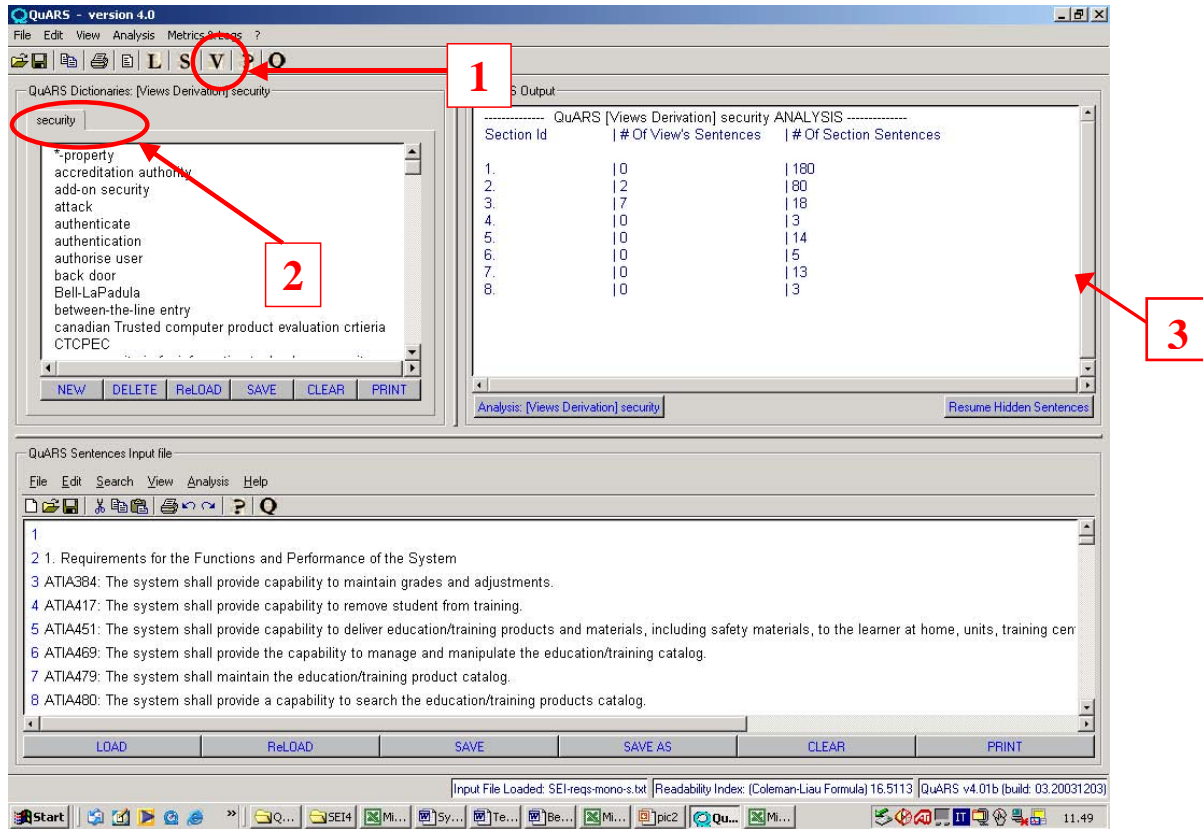 QuARS - version 4.0
File Edit View Analysis Metrics & Logs ?
L S V ? Q
1
QuARS Dictionaries: [Views Derivation] security
security
*-property
accreditation authority
add-on security
attack
authenticate
authentication
authorise user
back door
Bell-LaPadula
between-the-line entry
canadian Trusted computer product evaluation crtieria
CTCPEC
2
NEW DELETE ReLOAD SAVE CLEAR PRINT
S Output
-------------- QuARS [Views Derivation] security ANALYSIS -------------
Section Id | # Of View's Sentences | # Of Section Sentences
1. | 0 | 180
2. | 2 | 80
3. | 7 | 18
4. | 0 | 3
5. | 0 | 14
6. | 0 | 5
7. | 0 | 13
8. | 0 | 3
3
Analysis: [Views Derivation] security
Resume Hidden Sentences
QuARS Sentences Input file
File Edit Search View Analysis Help
? Q
1
2 1. Requirements for the Functions and Performance of the System
3 ATIA384: The system shall provide capability to maintain grades and adjustments.
4 ATIA417: The system shall provide capability to remove student from training.
5 ATIA451: The system shall provide capability to deliver education/training products and materials, including safety materials, to the learner at home, units, training cen
6 ATIA469: The system shall provide the capability to manage and manipulate the education/training catalog.
7 ATIA479: The system shall maintain the education/training product catalog.
8 ATIA480: The system shall provide a capability to search the education/training products catalog.
LOAD ReLOAD SAVE SAVE AS CLEAR PRINT
Input File Loaded: SEI-reqs-mono-s.txt Readability Index: (Coleman-Liau Formula) 16.5113 QuARS v4.01b (build: 03.20031203)
Start » Q... SEI4 Mi... Sy... Te... Be... Mi... pic2 Qu... Mi... 11.49